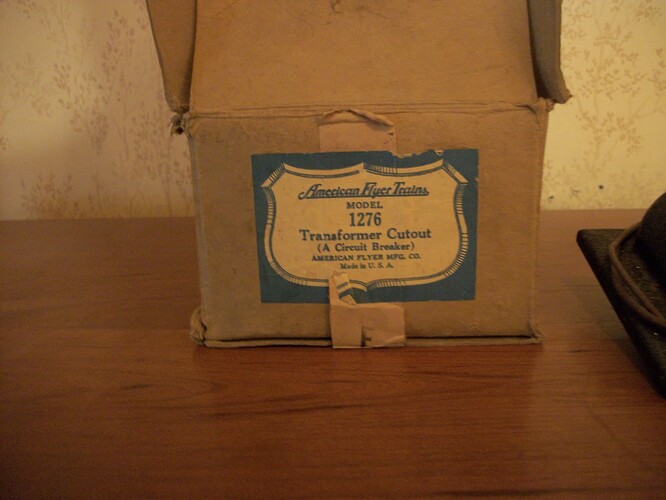 American Flyer Trains
MODEL
1276
Transformer Cutout
(A Circuit Breaker)
AMERICAN FLYER MFG. CO.
Made in U. S. A.